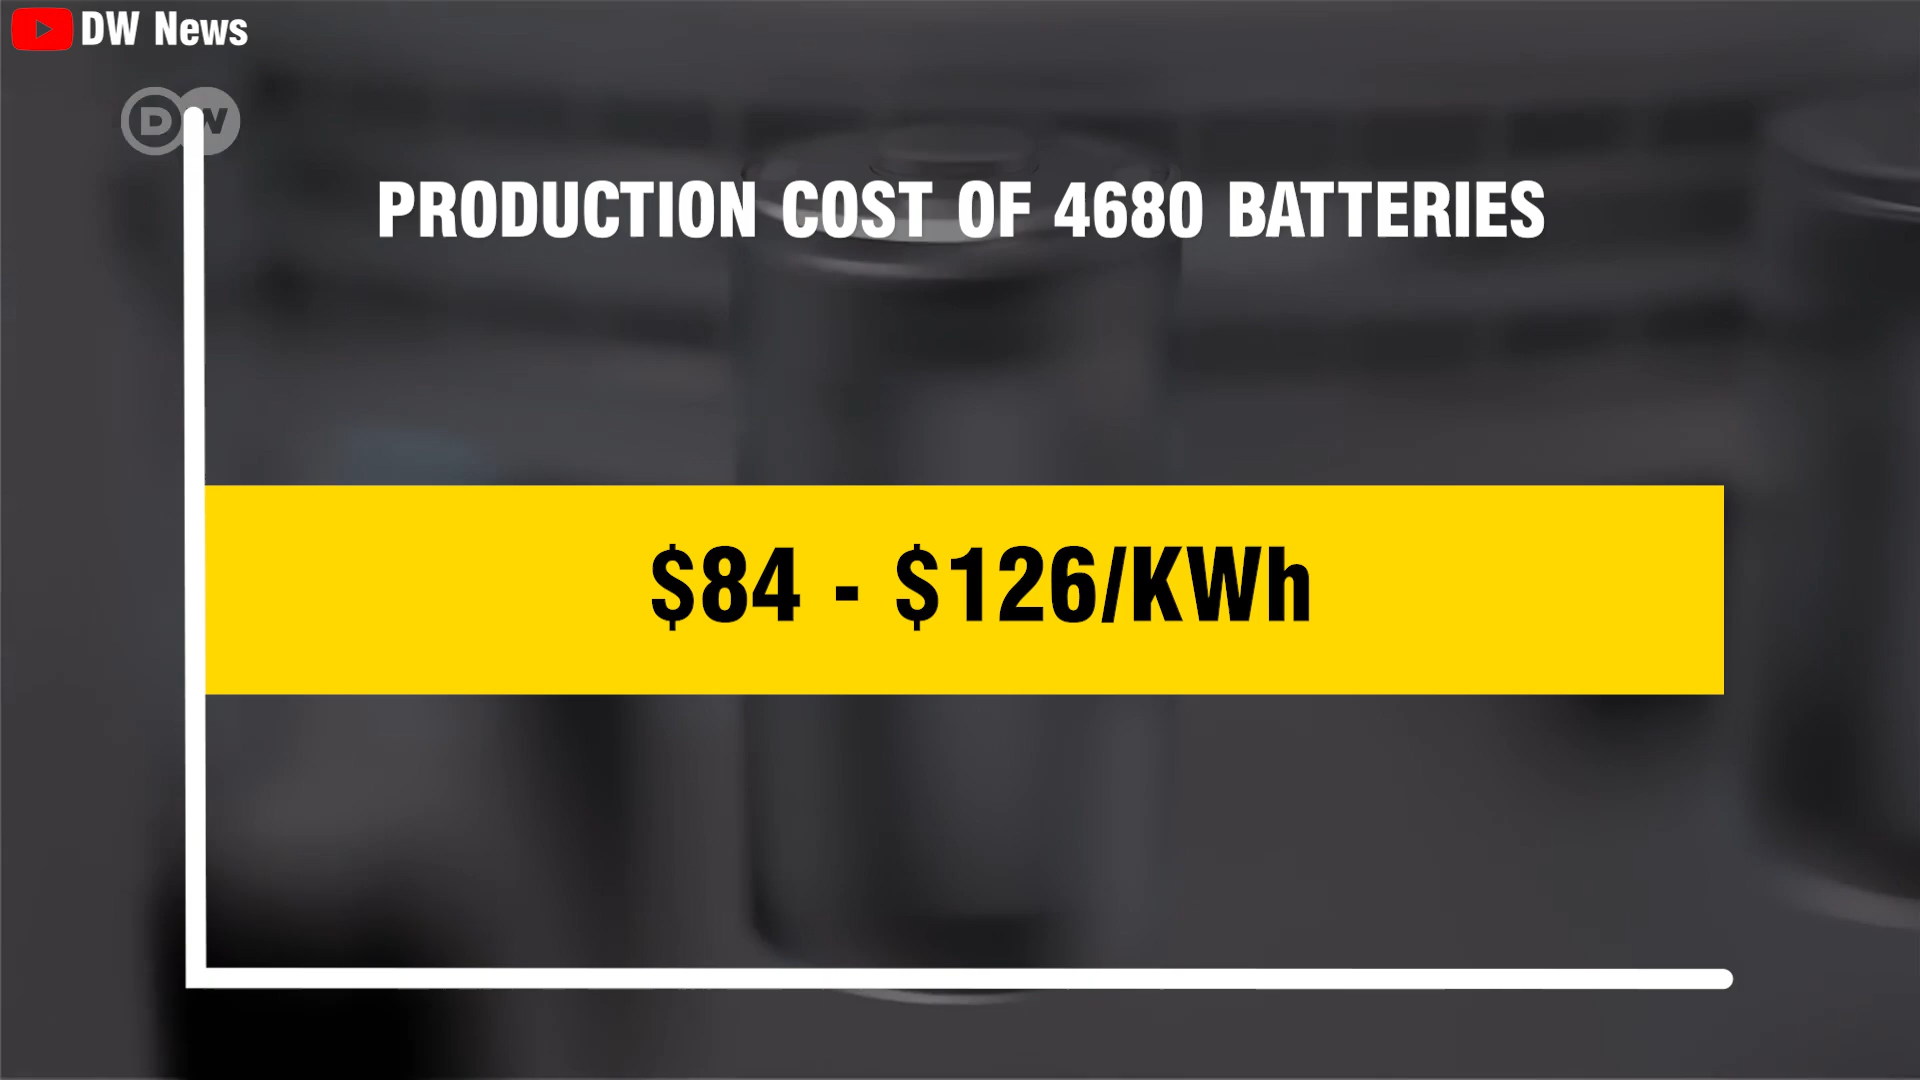 DW News
DW
PRODUCTION COST OF 4680 BATTERIES
$84 - $126/KWh